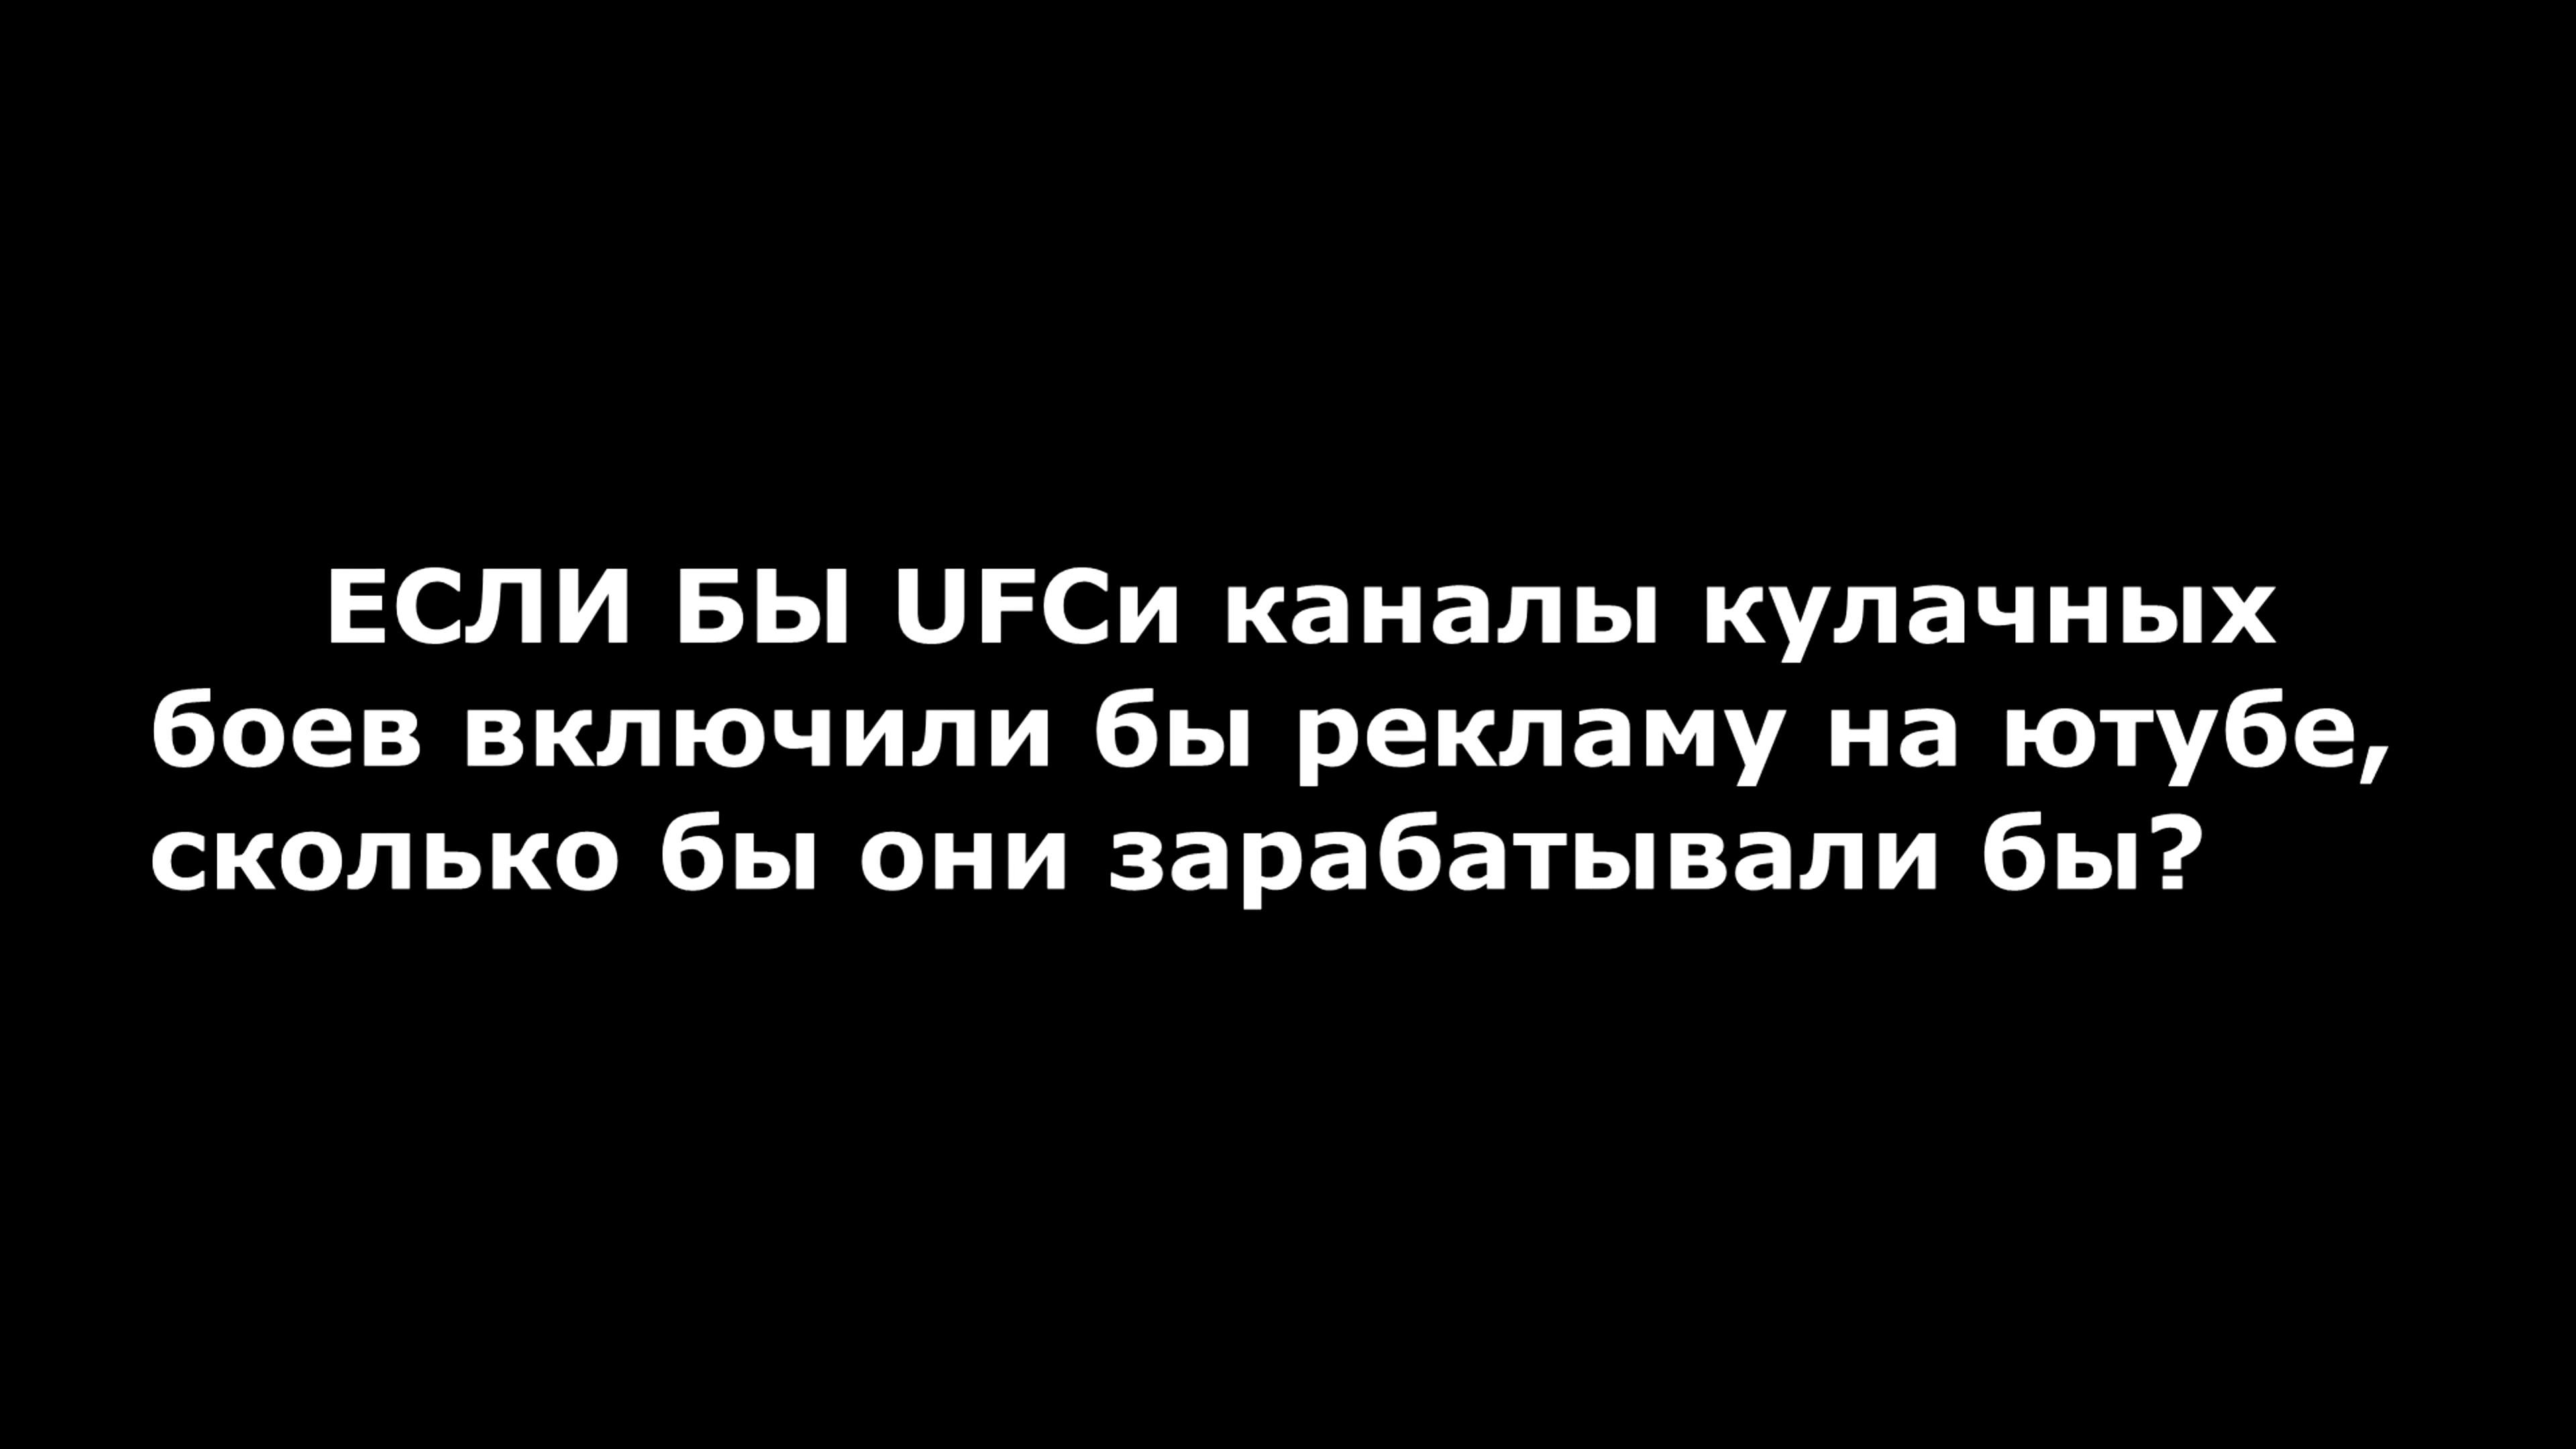 ЕСЛИ БЫ UFCи каналы кулачных
боев включили бы рекламу на ютубе,
сколько бы они зарабатывали бы?